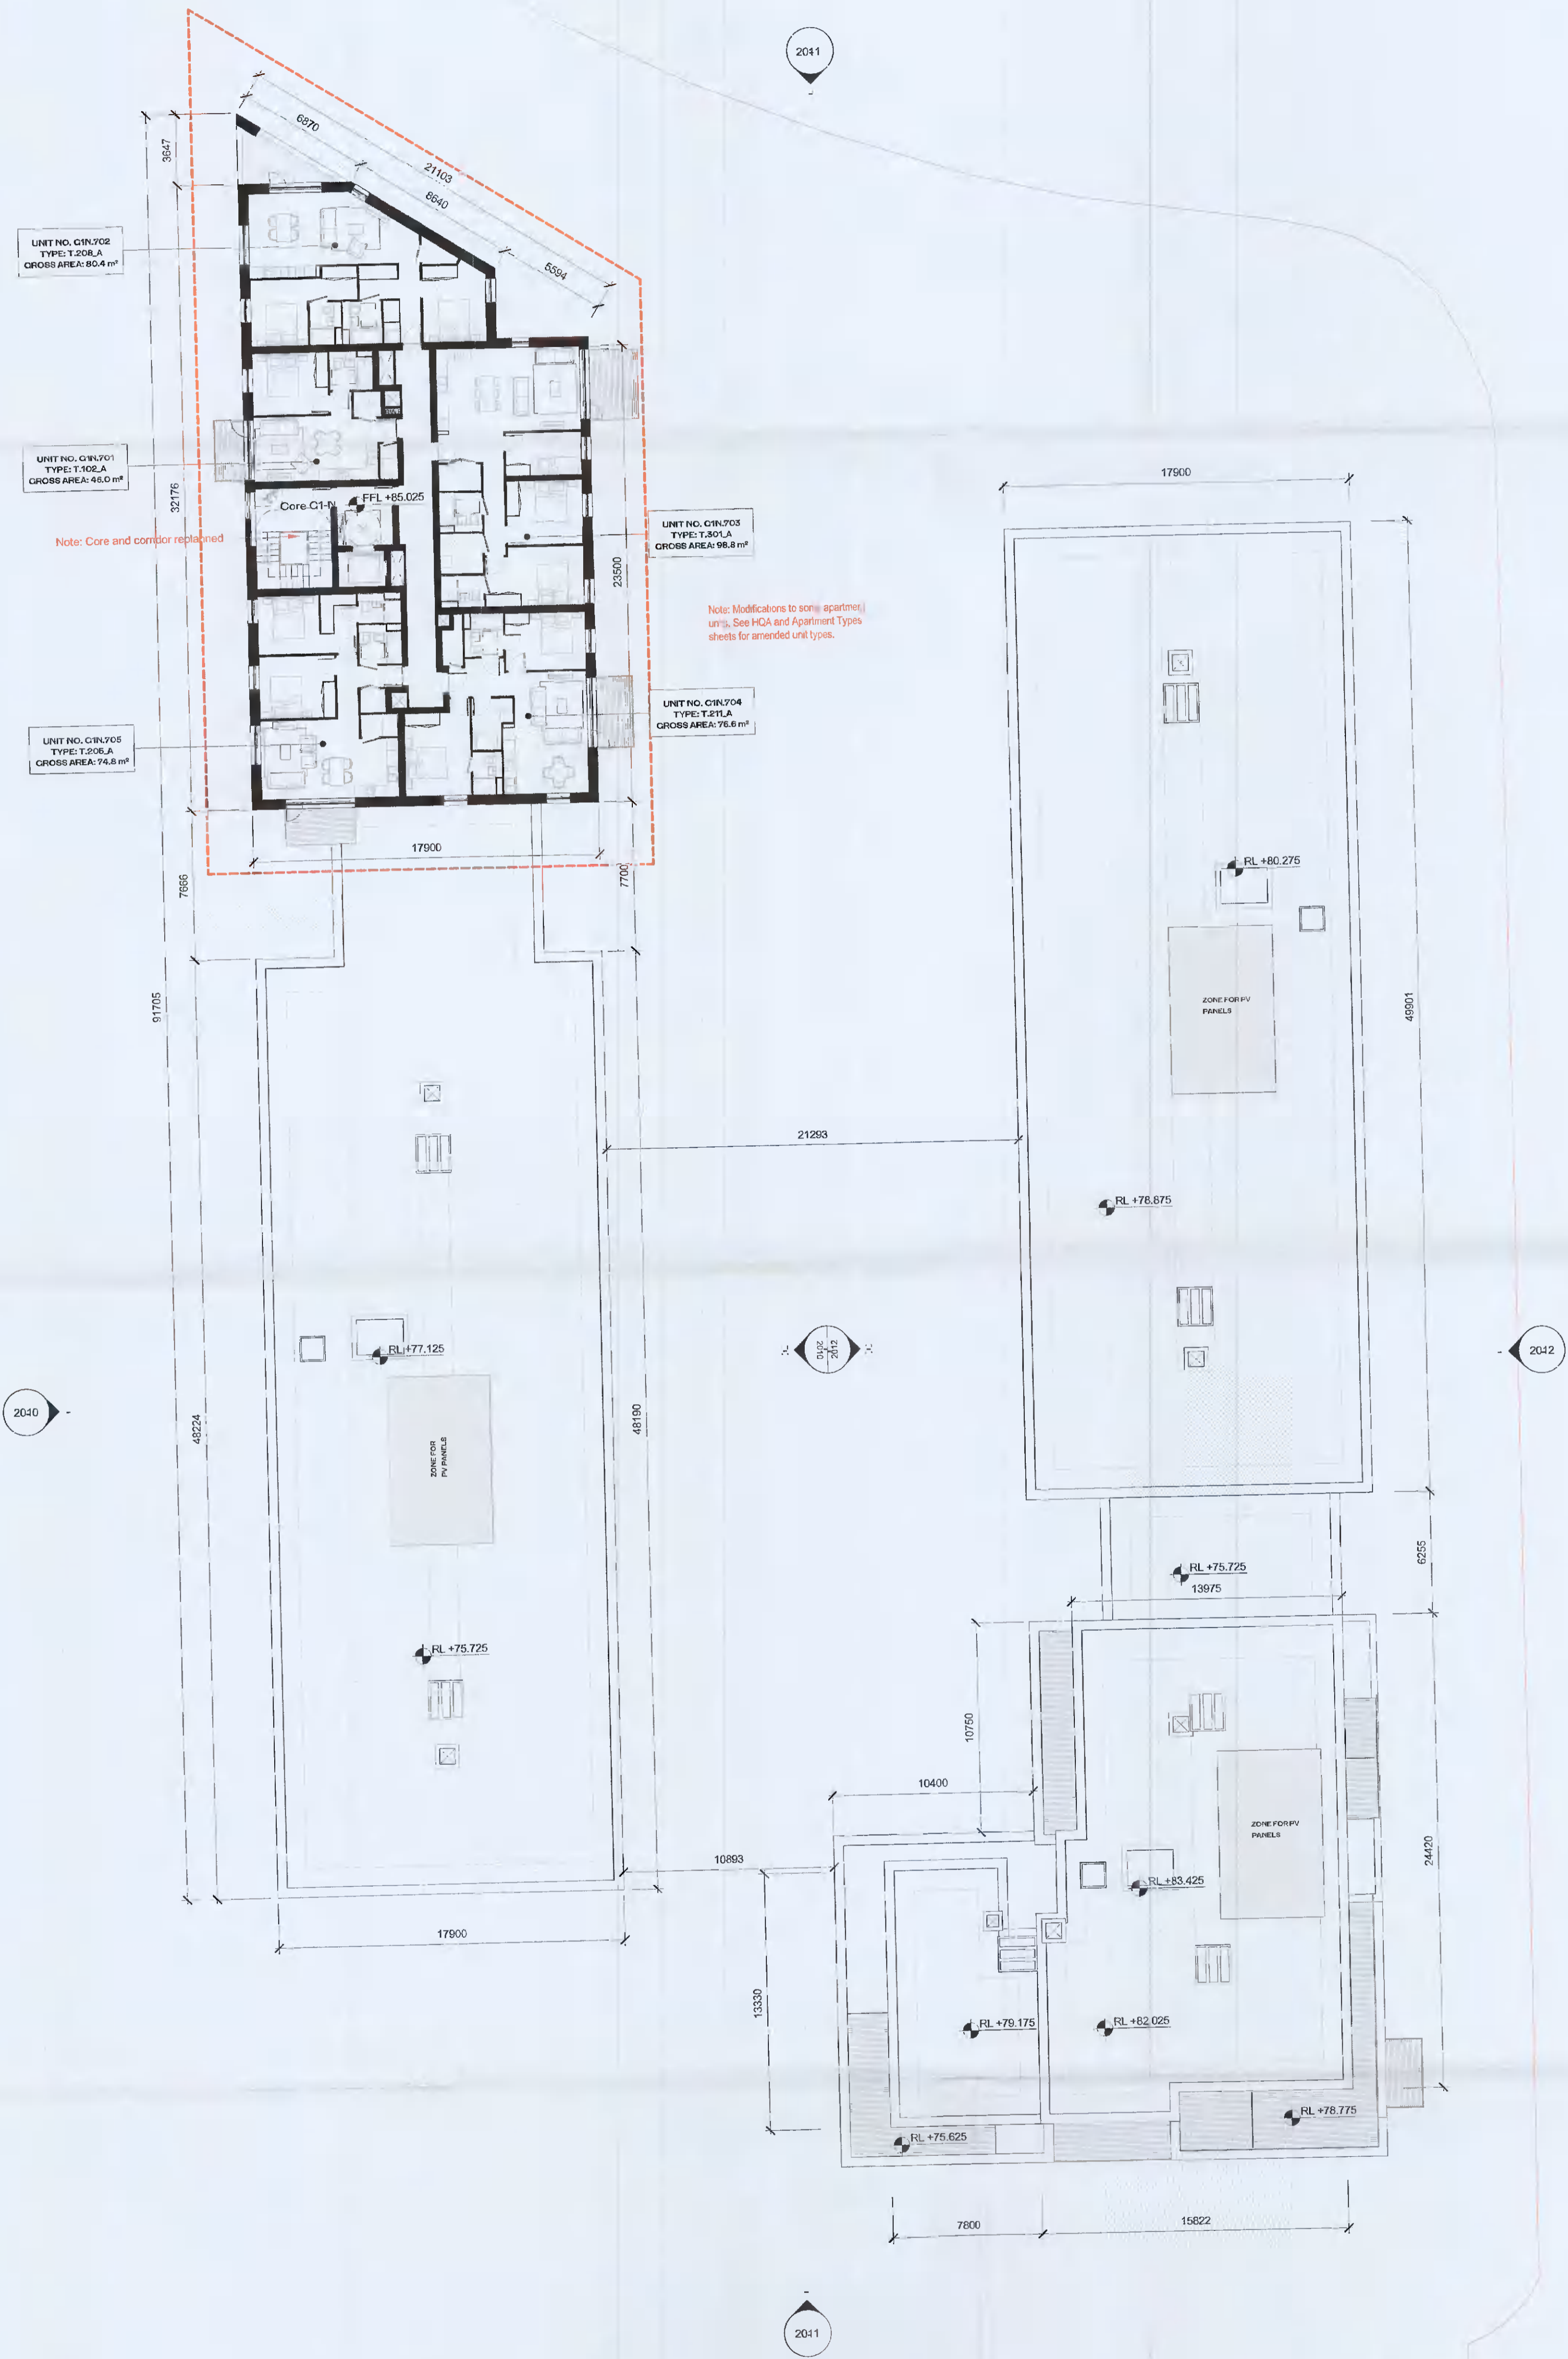 2011
6870
21103
8640
5594
3647
UNIT NO. C1N.702
TYPE: T.208_A
GROSS AREA: 80.4 m²
UNIT NO. C1N.701
TYPE: T.102_A
GROSS AREA: 46.0 m²
32176
Core C1-N
FFL +85.025
Note: Core and corridor replanned
UNIT NO. C1N.703
TYPE: T.301_A
GROSS AREA: 98.8 m²
23500
Note: Modifications to some apartment
units. See HQA and Apartment Types
sheets for amended unit types.
UNIT NO. C1N.704
TYPE: T.211_A
GROSS AREA: 76.6 m²
UNIT NO. C1N.705
TYPE: T.205_A
GROSS AREA: 74.8 m²
17900
7666
7700
17900
RL +80.275
ZONE FOR PV
PANELS
49901
91705
21293
RL +78.875
RL +77.125
2010
2012
2012
2010
48224
48190
ZONE FOR
PV PANELS
RL +75.725
RL +75.725
13975
6255
10750
10400
ZONE FOR PV
PANELS
24420
10893
RL +83.425
17900
13330
RL +79.175
RL +82.025
RL +78.775
RL +75.625
7800
15822
2011